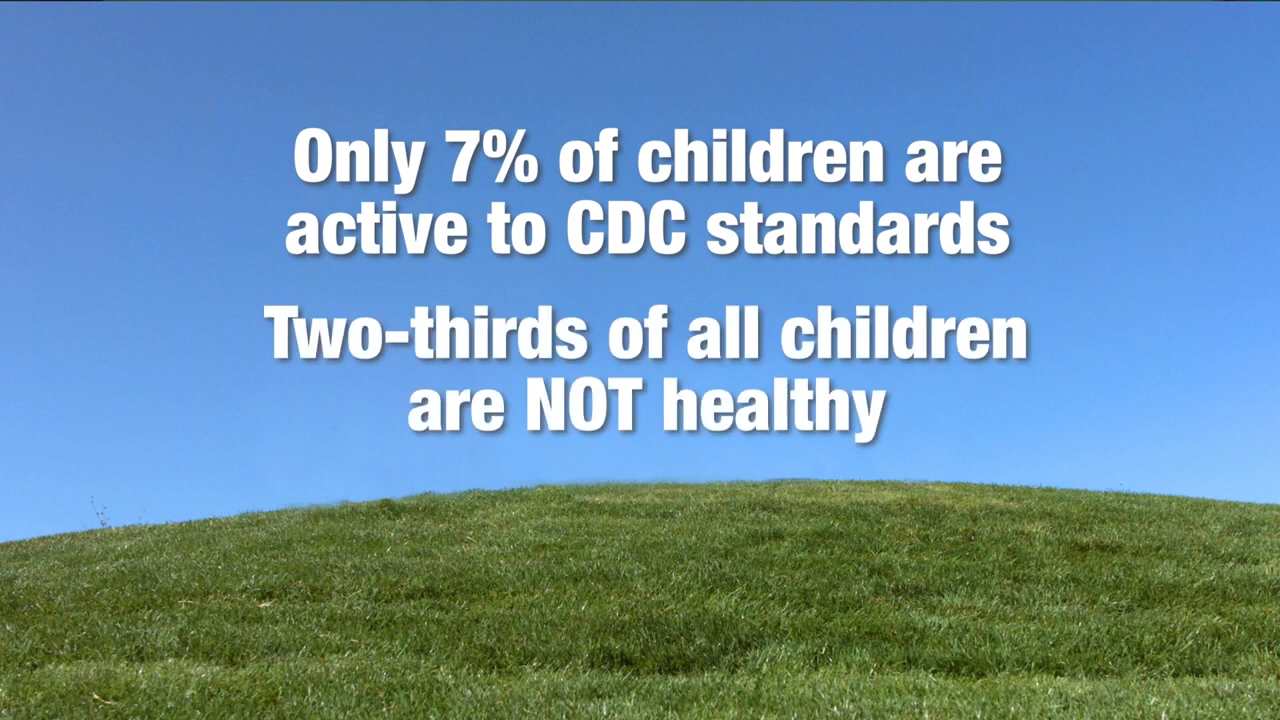 Only 7% of children are
active to CDC standards
Two-thirds of all children
are NOT healthy